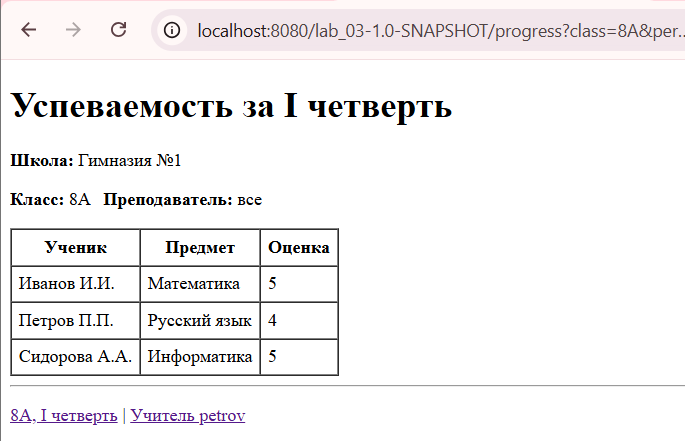 localhost:8080/lab_03-1.0-SNAPSHOT/progress?class=8A&per...
Успеваемость за I четверть
Школа: Гимназия №1
Класс: 8А Преподаватель: все
Ученик Предмет Оценка
Иванов И.И. Математика 5
Петров П.П. Русский язык 4
Сидорова А.А. Информатика 5
8А, I четверть | Учитель petrov